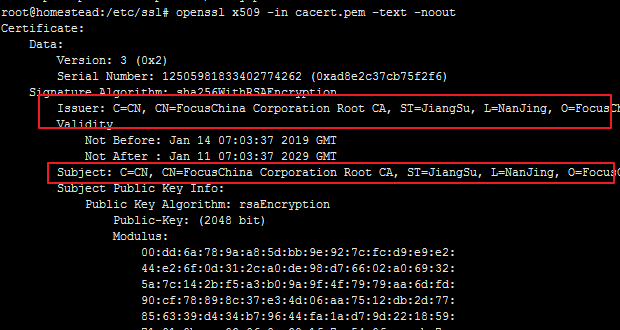 root@homestead:/etc/ssl# openssl x509 -in cacert.pem -text -noout
Certificate:
Data:
Version: 3 (0x2)
Serial Number: 12505981833402774262 (0xad8e2c37cb75f2f6)
Signature Algorithm: sha256WithRSAEncryption
Issuer: C=CN, CN=FocusChina Corporation Root CA, ST=JiangSu, L=NanJing, O=FocusC
Validity
Not Before: Jan 14 07:03:37 2019 GMT
Not After : Jan 11 07:03:37 2029 GMT
Subject: C=CN, CN=FocusChina Corporation Root CA, ST=JiangSu, L=NanJing, O=FocusC
Subject Public Key Info:
Public Key Algorithm: rsaEncryption
Public-Key: (2048 bit)
Modulus:
00:dd:6a:78:9a:a8:5d:bb:9e:92:7c:fc:d9:e9:e2:
44:e2:6f:0d:31:2c:a0:de:98:d7:66:02:a0:69:32:
5a:7c:14:2b:f5:a3:b0:9a:9f:4f:79:79:aa:6d:fd:
90:cf:78:89:8c:37:e3:4d:06:aa:75:12:db:2d:77:
85:63:39:d4:34:b7:96:44:fa:1a:d7:9d:22:18:59: